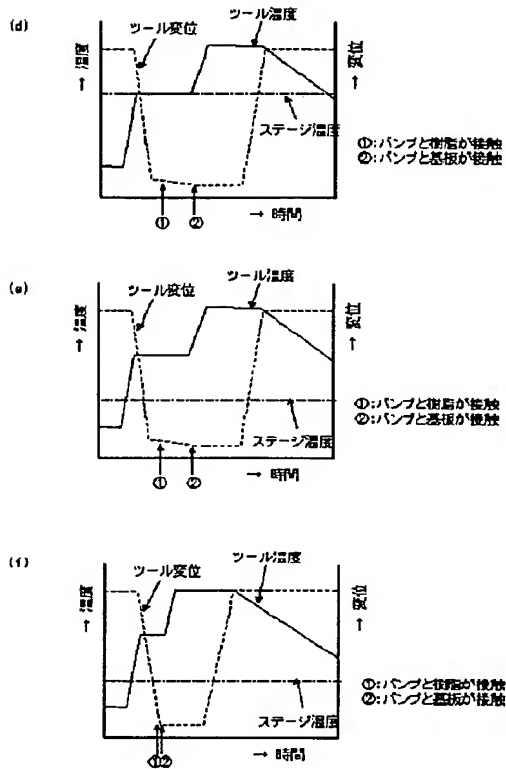 (d)
ツール変位
ツール温度
→ 温度
→ 変位
ステージ温度
①:バンプと樹脂が接触
②:バンプと基板が接触
① ②
→ 時間
(e)
ツール変位
ツール温度
→ 温度
→ 変位
①:バンプと樹脂が接触
②:バンプと基板が接触
ステージ温度
① ②
→ 時間
(f)
ツール変位
ツール温度
→ 温度
→ 変位
①:バンプと樹脂が接触
②:バンプと基板が接触
ステージ温度
①②
→ 時間